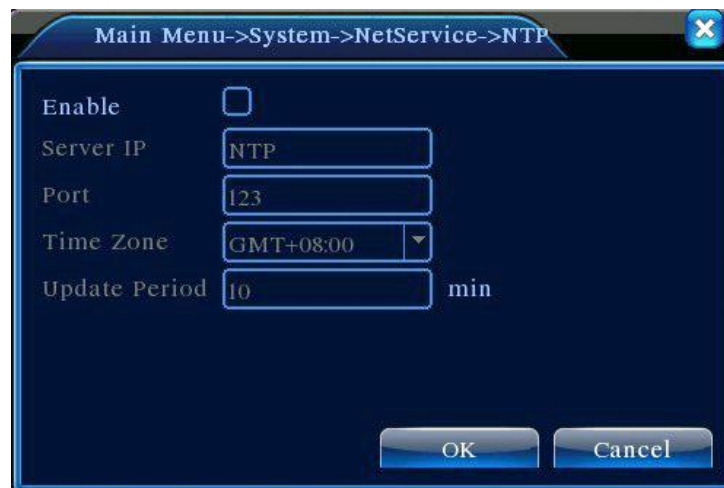 Main Menu->System->NetService->NTP
Enable
Server IP NTP
Port 123
Time Zone GMT+08:00
Update Period 10 min
OK Cancel